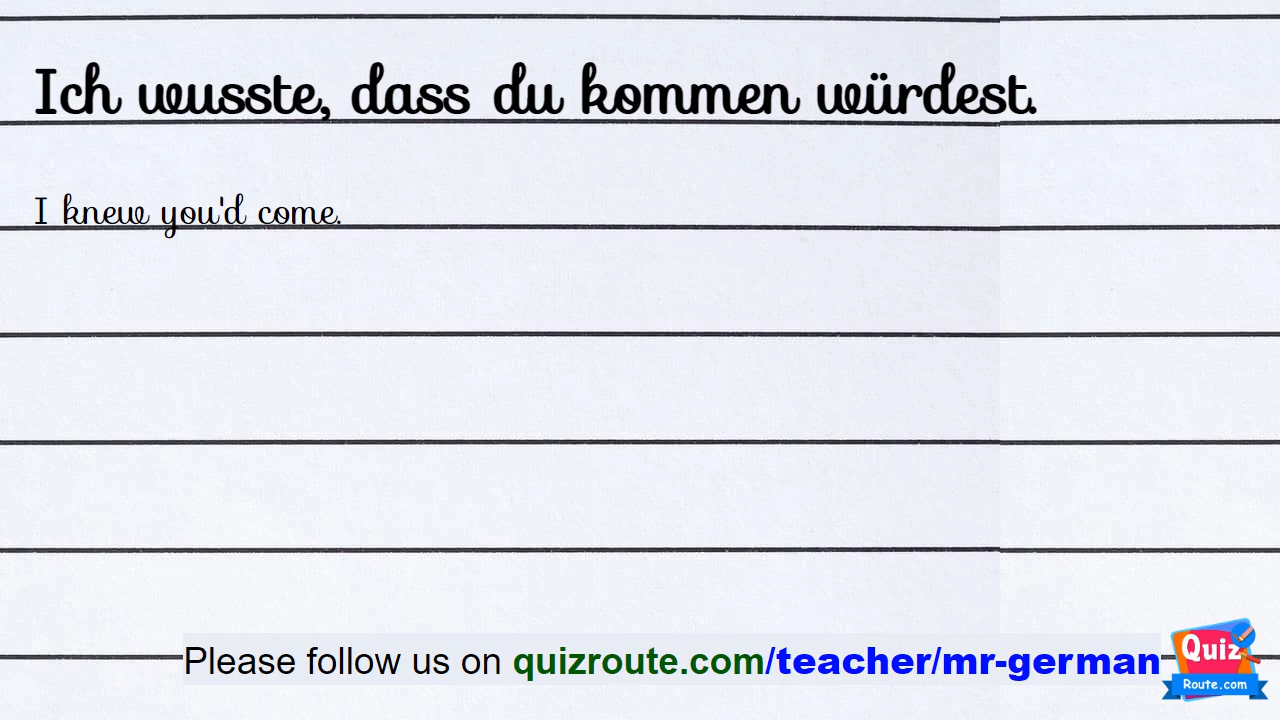 Ich wusste, dass du kommen würdest.
I knew you'd come.
Please follow us on quizroute.com/teacher/mr-german
Quiz
Route.com